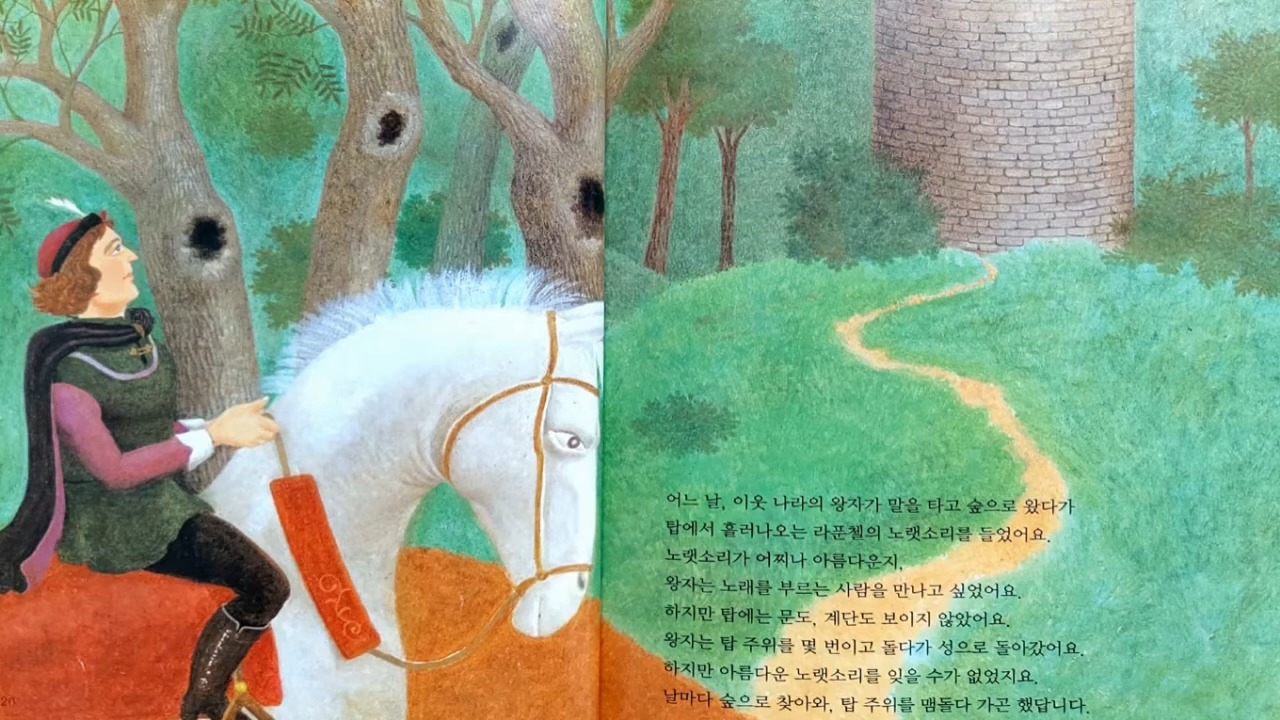 어느 날, 이웃 나라의 왕자가 말을 타고 숲으로 왔다가
탑에서 흘러나오는 라푼첼의 노랫소리를 들었어요.
노랫소리가 어찌나 아름다운지,
왕자는 노래를 부르는 사람을 만나고 싶었어요.
하지만 탑에는 문도, 계단도 보이지 않았어요.
왕자는 탑 주위를 몇 번이고 돌다가 성으로 돌아갔어요.
하지만 아름다운 노랫소리를 잊을 수가 없었지요.
날마다 숲으로 찾아와, 탑 주위를 맴돌다 가곤 했답니다.
20